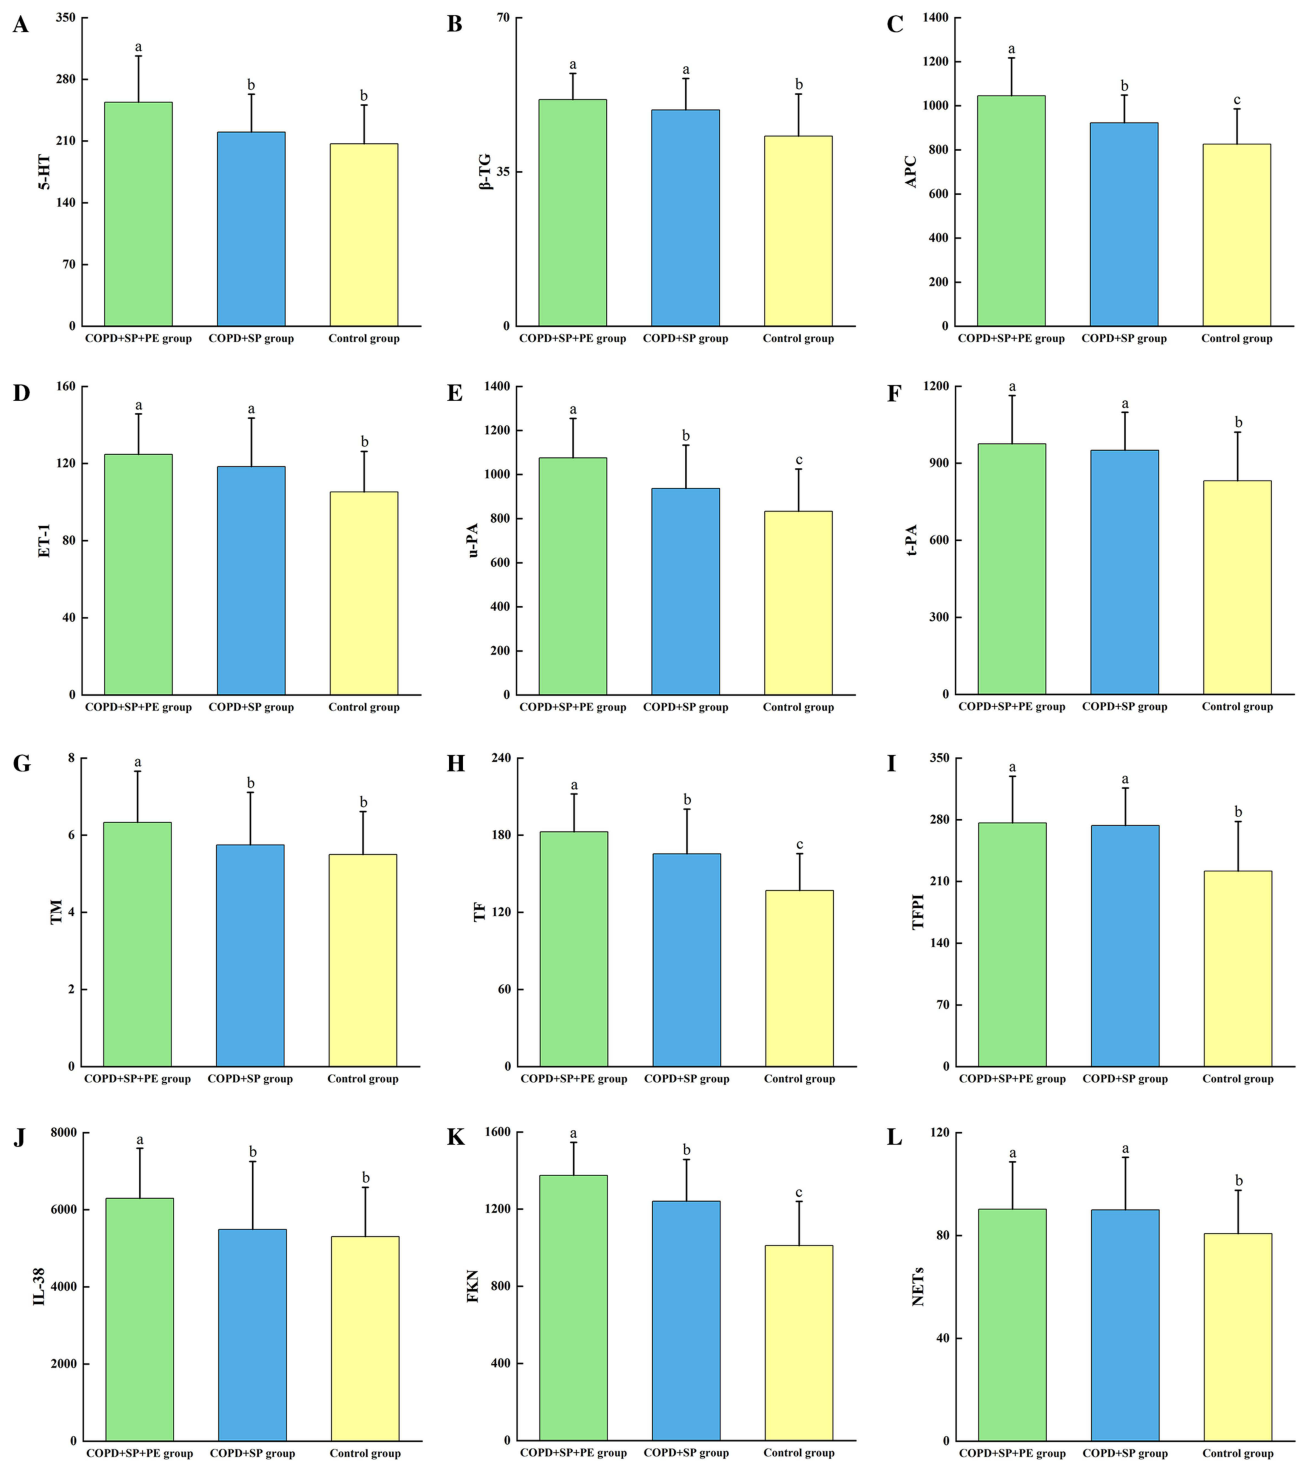 A
350
280
210
140
70
0
5-HT
a
b
b
COPD+SP+PE group
COPD+SP group
Control group
B
70
35
0
β-TG
a
a
b
COPD+SP+PE group
COPD+SP group
Control group
C
1400
1200
1000
800
600
400
200
0
APC
a
b
c
COPD+SP+PE group
COPD+SP group
Control group
D
160
120
80
40
0
ET-1
a
a
b
COPD+SP+PE group
COPD+SP group
Control group
E
1400
1200
1000
800
600
400
200
0
u-PA
a
b
c
COPD+SP+PE group
COPD+SP group
Control group
F
1200
900
600
300
0
t-PA
a
a
b
COPD+SP+PE group
COPD+SP group
Control group
G
8
6
4
2
0
TM
a
b
b
COPD+SP+PE group
COPD+SP group
Control group
H
240
180
120
60
0
TF
a
b
c
COPD+SP+PE group
COPD+SP group
Control group
I
350
280
210
140
70
0
TFPI
a
a
b
COPD+SP+PE group
COPD+SP group
Control group
J
8000
6000
4000
2000
0
IL-38
a
b
b
COPD+SP+PE group
COPD+SP group
Control group
K
1600
1200
800
400
0
FKN
a
b
c
COPD+SP+PE group
COPD+SP group
Control group
L
120
80
40
0
NETs
a
a
b
COPD+SP+PE group
COPD+SP group
Control group